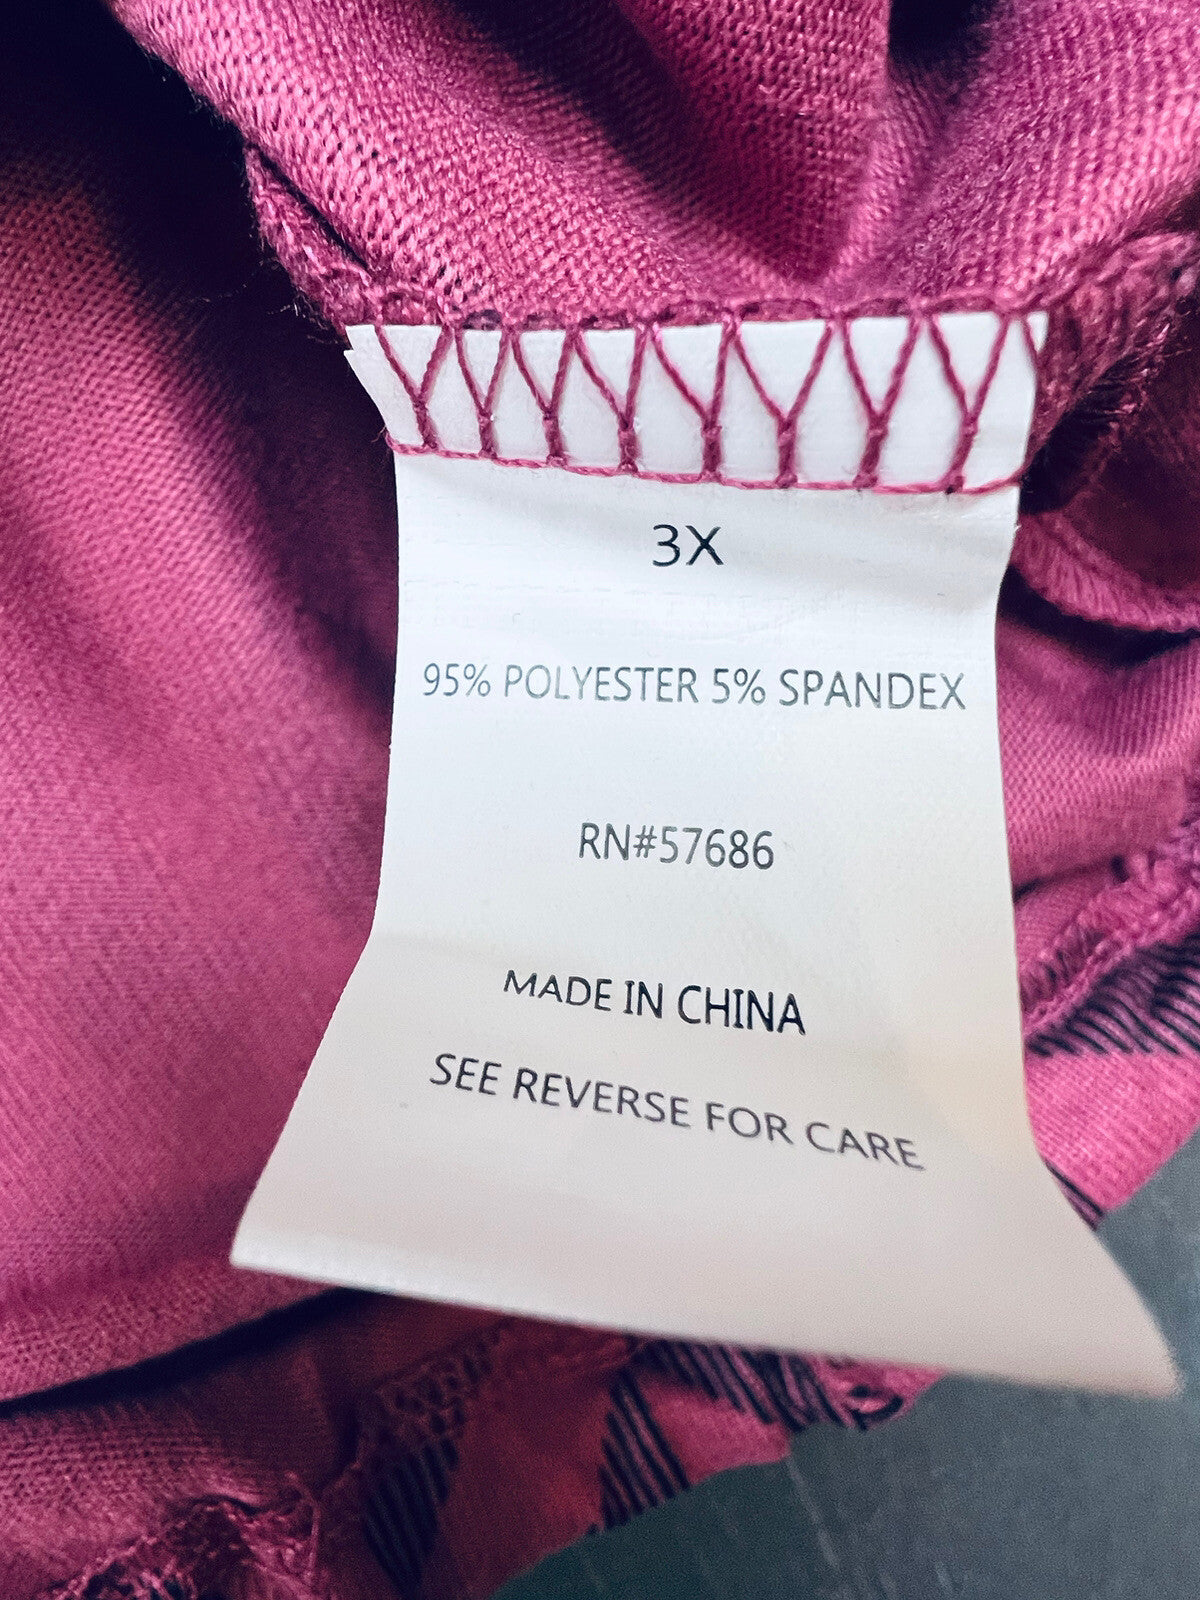 3X
95% POLYESTER 5% SPANDEX
RN#57686
MADE IN CHINA
SEE REVERSE FOR CARE